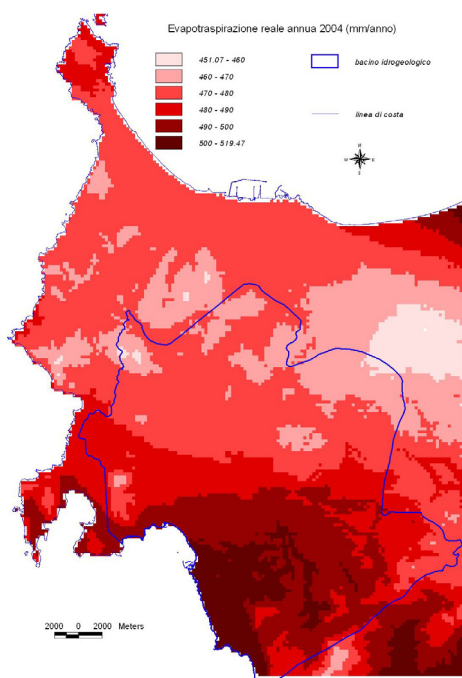 Evapotraspirazione reale annua 2004 (mm/anno)
451.07 - 460
460 - 470
470 - 480
480 - 490
490 - 500
500 - 519.47
bacino idrogeologico
linea di costa
N
W E
S
2000 0 2000 Meters